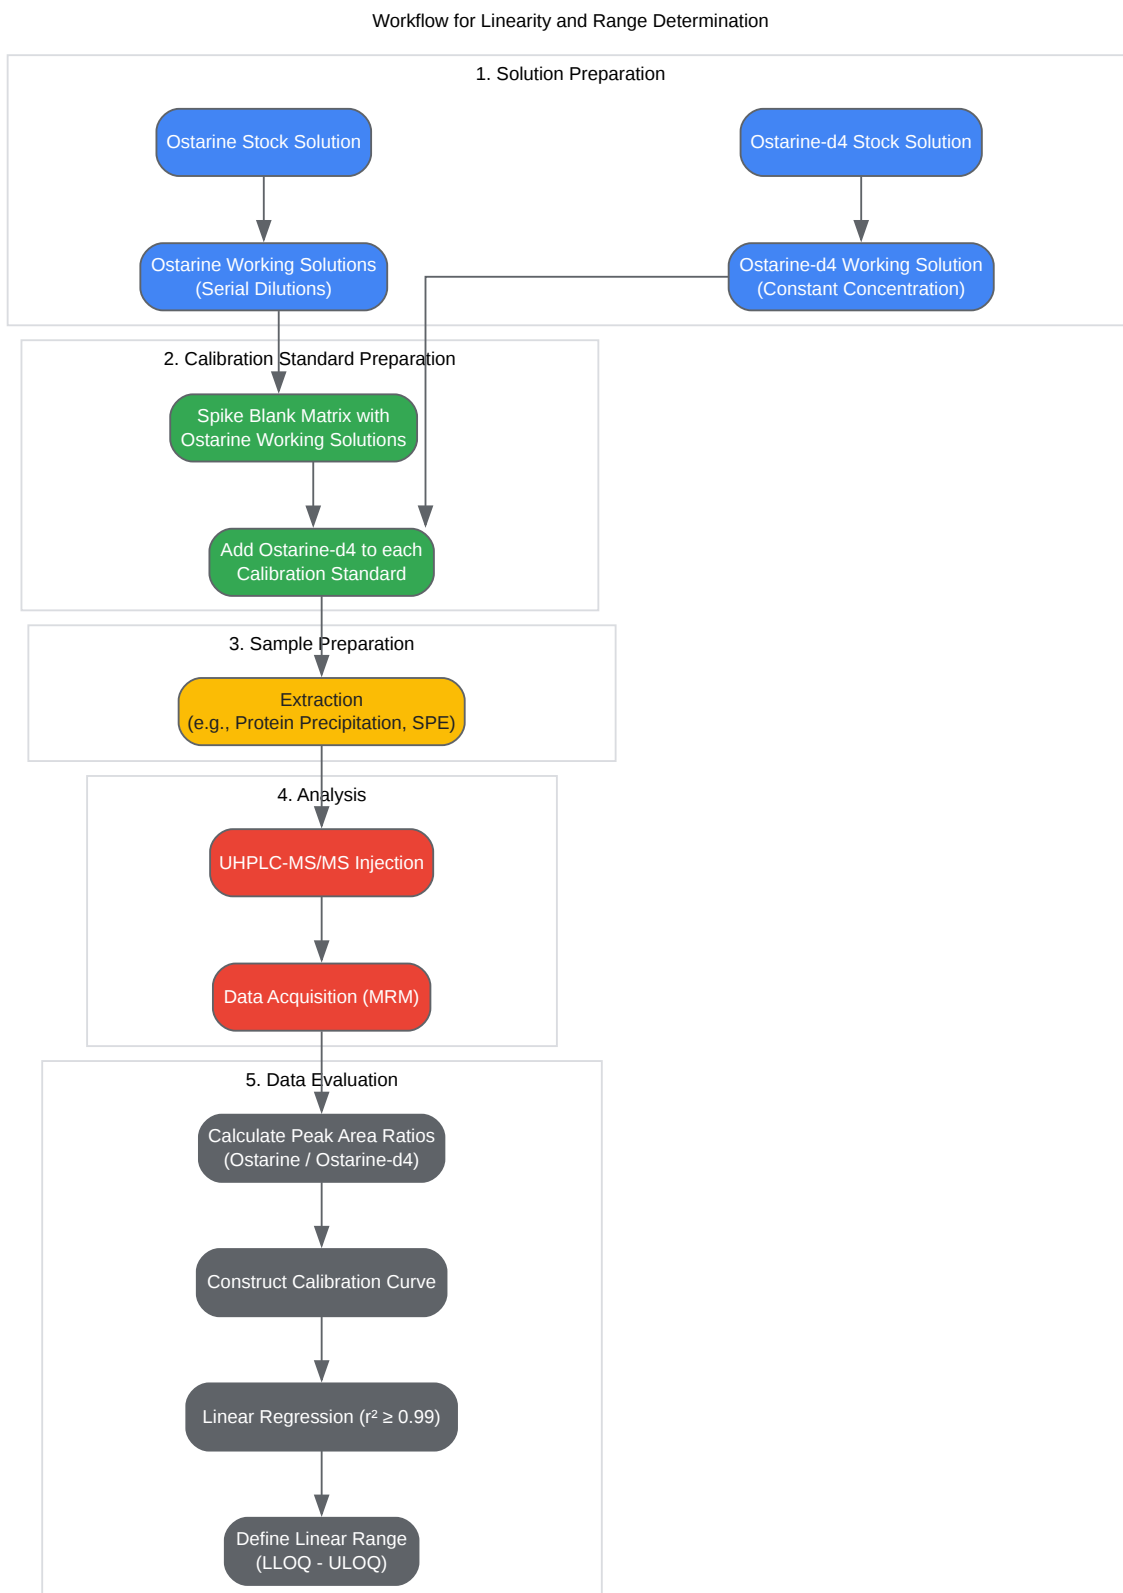 Workflow for Linearity and Range Determination
1. Solution Preparation
Ostarine Stock Solution
Ostarine-d4 Stock Solution
Ostarine Working Solutions
(Serial Dilutions)
Ostarine-d4 Working Solution
(Constant Concentration)
2. Calibration Standard Preparation
Spike Blank Matrix with
Ostarine Working Solutions
Add Ostarine-d4 to each
Calibration Standard
3. Sample Preparation
Extraction
(e.g., Protein Precipitation, SPE)
4. Analysis
UHPLC-MS/MS Injection
Data Acquisition (MRM)
5. Data Evaluation
Calculate Peak Area Ratios
(Ostarine / Ostarine-d4)
Construct Calibration Curve
Linear Regression (r² ≥ 0.99)
Define Linear Range
(LLOQ - ULOQ)